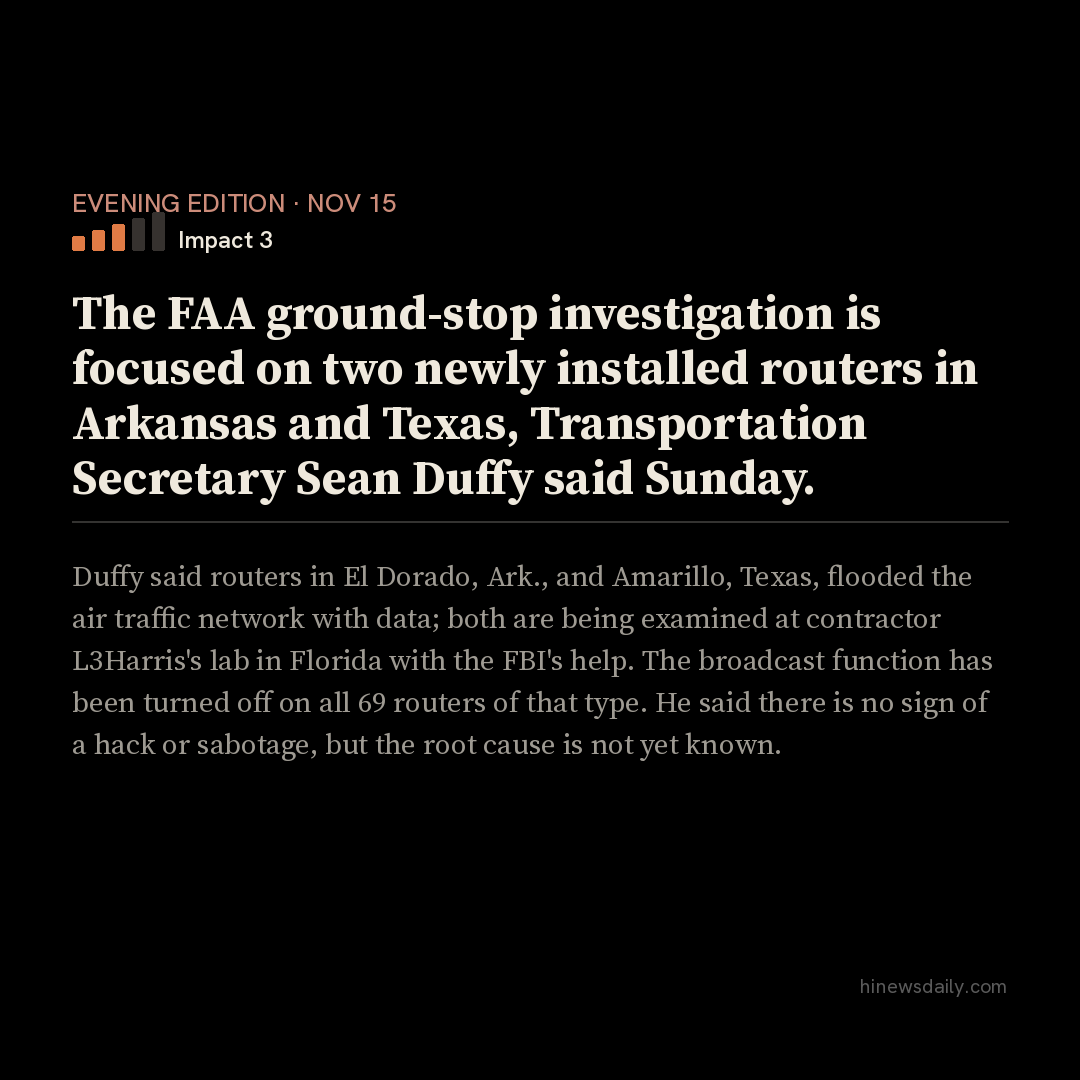 EVENING EDITION · NOV 15
Impact 3
The FAA ground-stop investigation is
focused on two newly installed routers in
Arkansas and Texas, Transportation
Secretary Sean Duffy said Sunday.
Duffy said routers in El Dorado, Ark., and Amarillo, Texas, flooded the
air traffic network with data; both are being examined at contractor
L3Harris's lab in Florida with the FBI's help. The broadcast function has
been turned off on all 69 routers of that type. He said there is no sign of
a hack or sabotage, but the root cause is not yet known.
hinewsdaily.com